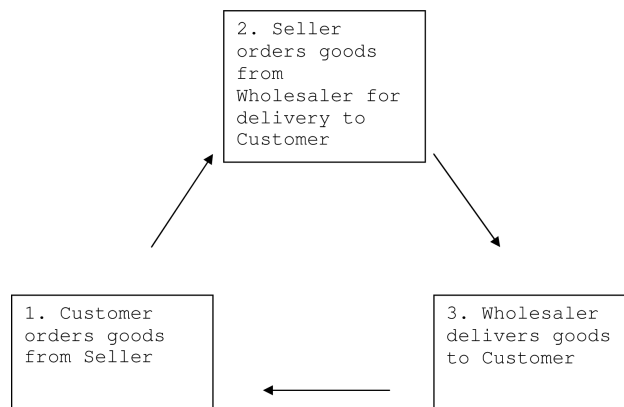 2. Seller
orders goods
from
Wholesaler for
delivery to
Customer
1. Customer
orders goods
from Seller
3. Wholesaler
delivers goods
to Customer